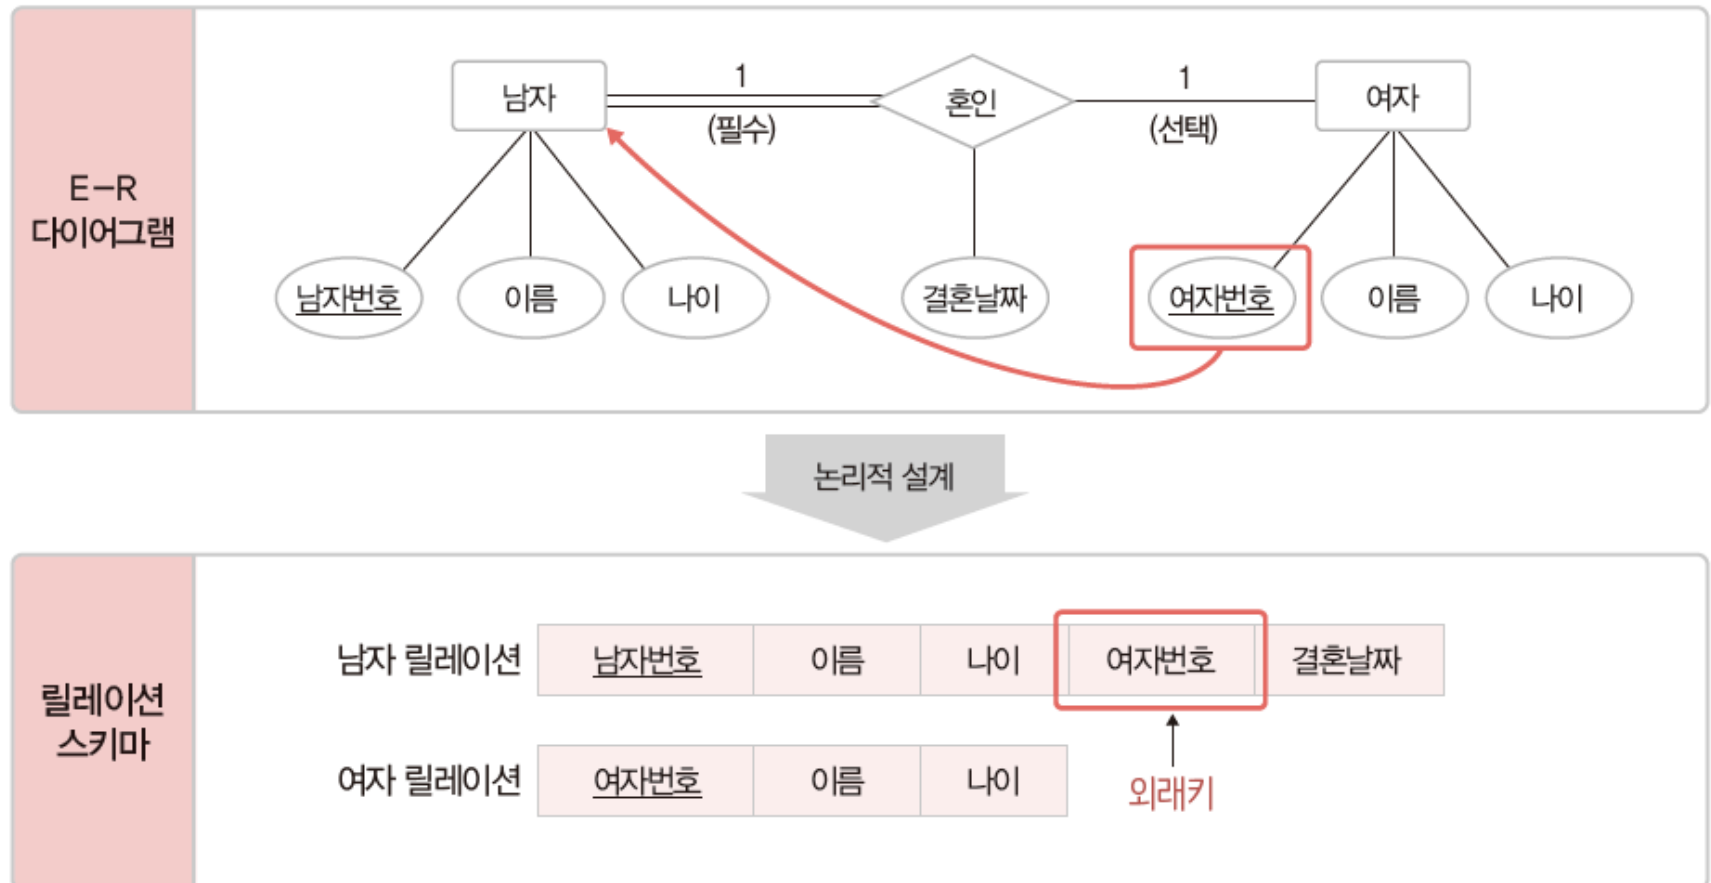 E-R
다이어그램
남자
1
(필수)
혼인
1
(선택)
여자
남자번호
이름
나이
결혼날짜
여자번호
이름
나이
논리적 설계
릴레이션
스키마
남자 릴레이션
남자번호
이름
나이
여자번호
결혼날짜
여자 릴레이션
여자번호
이름
나이
외래키